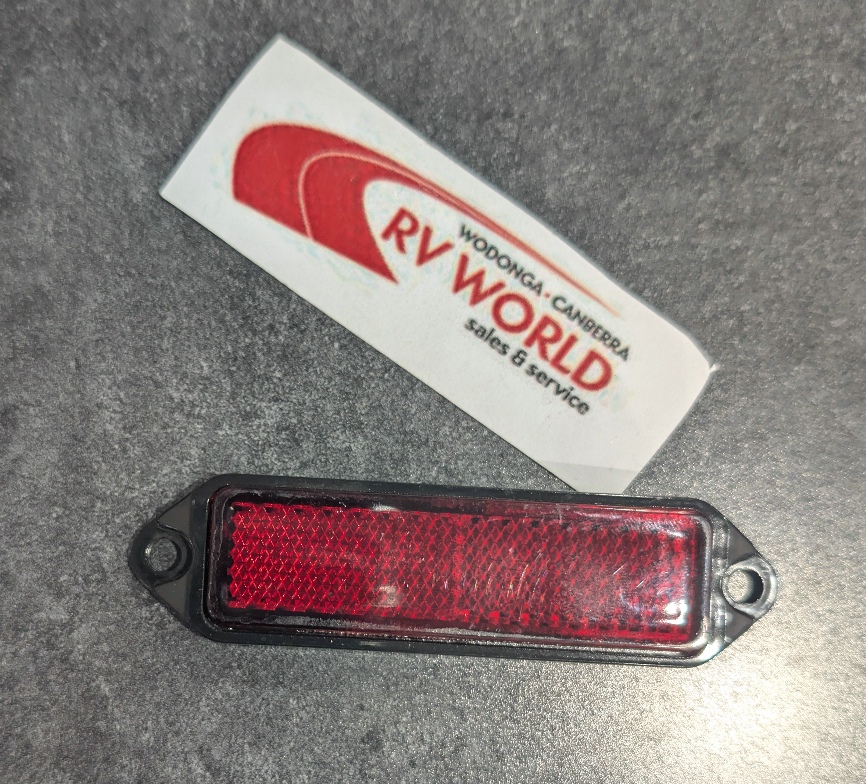 WODONGA • CANBERRA
RV WORLD
sales & service